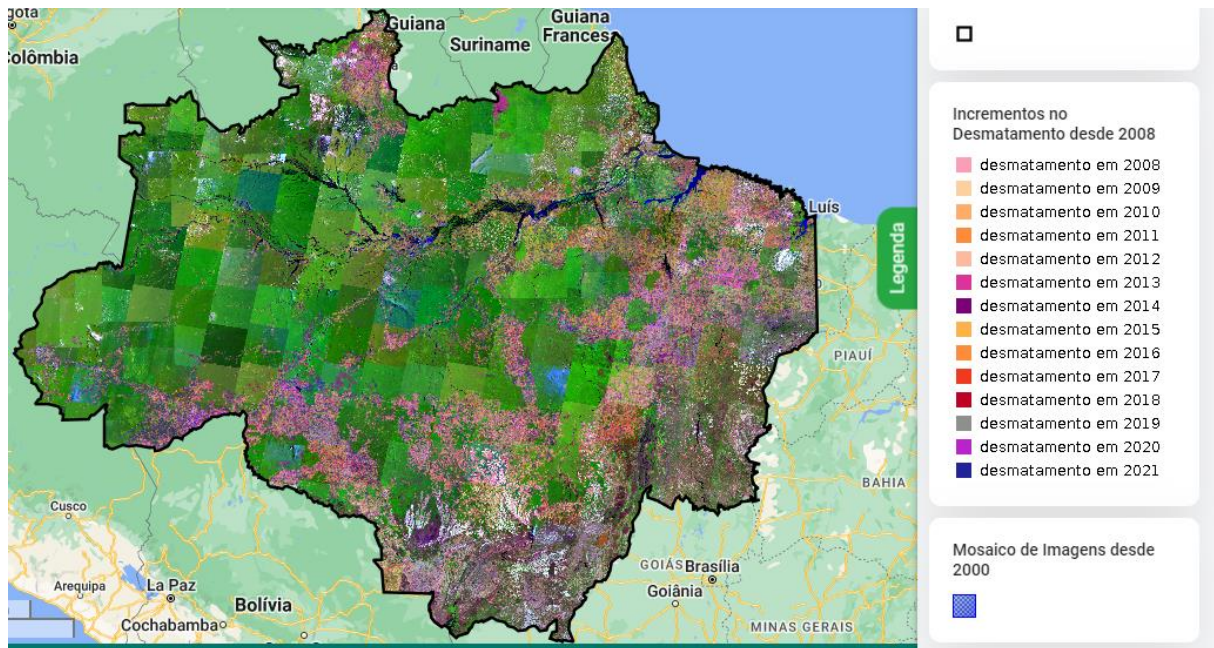 gota
Colômbia
Guiana
Suriname
Guiana
Frances
Luís
PIAUÍ
BAHIA
Cusco
Arequipa
La Paz
Bolívia
Cochabamba
GOIÁS
Brasília
Goiânia
MINAS GERAIS
Legenda
Incrementos no
Desmatamento desde 2008
desmatamento em 2008
desmatamento em 2009
desmatamento em 2010
desmatamento em 2011
desmatamento em 2012
desmatamento em 2013
desmatamento em 2014
desmatamento em 2015
desmatamento em 2016
desmatamento em 2017
desmatamento em 2018
desmatamento em 2019
desmatamento em 2020
desmatamento em 2021
Mosaico de Imagens desde
2000